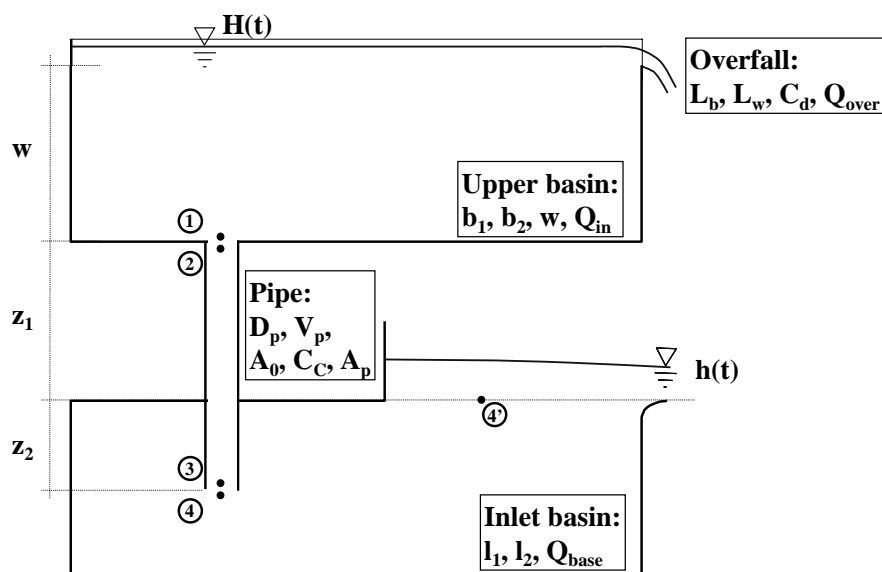 H(t)
Overfall:
L_b, L_w, C_d, Q_over
w
Upper basin:
b_1, b_2, w, Q_in
1
2
z_1
Pipe:
D_p, V_p,
A_0, C_C, A_p
h(t)
4'
z_2
3
4
Inlet basin:
l_1, l_2, Q_base